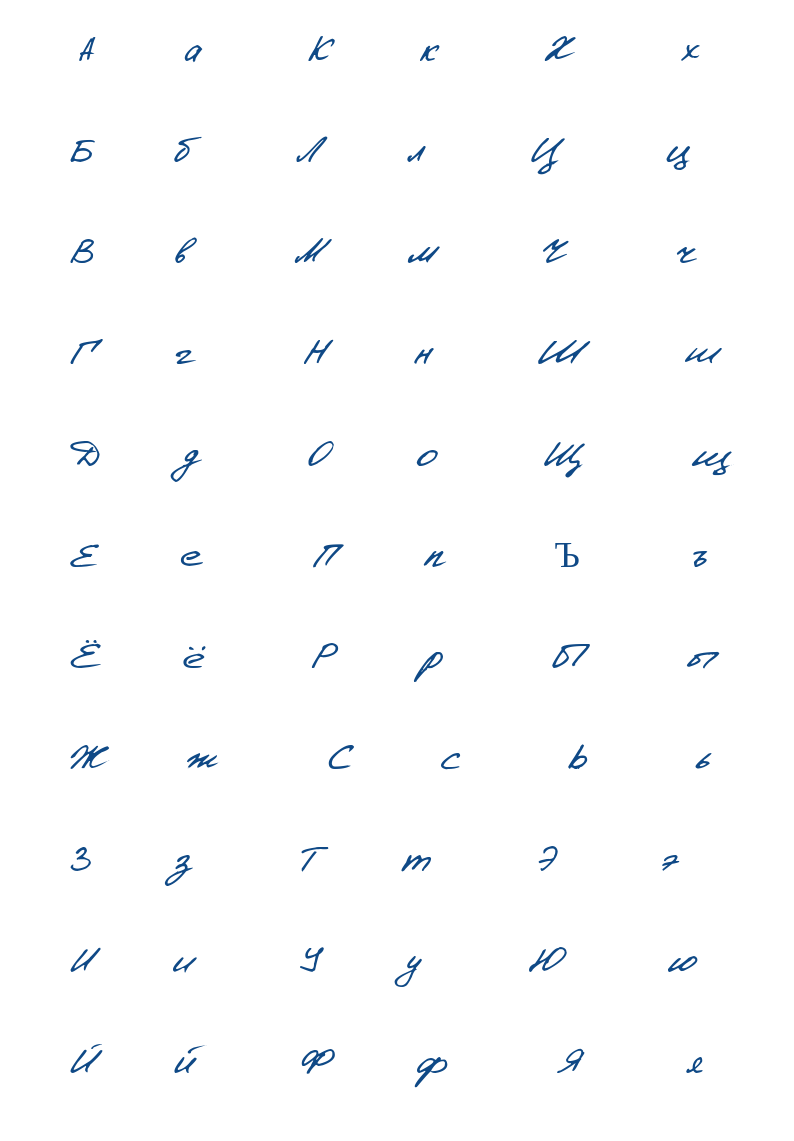 А а К к Х х
Б б Л л Ц ц
В в М м Ч ч
Г г Н н Ш ш
Д д О о Щ щ
Е е П п Ъ ъ
Ё ё Р р Ы ы
Ж ж С с Ь ь
З з Т т Э э
И и У у Ю ю
Й й Ф ф Я я